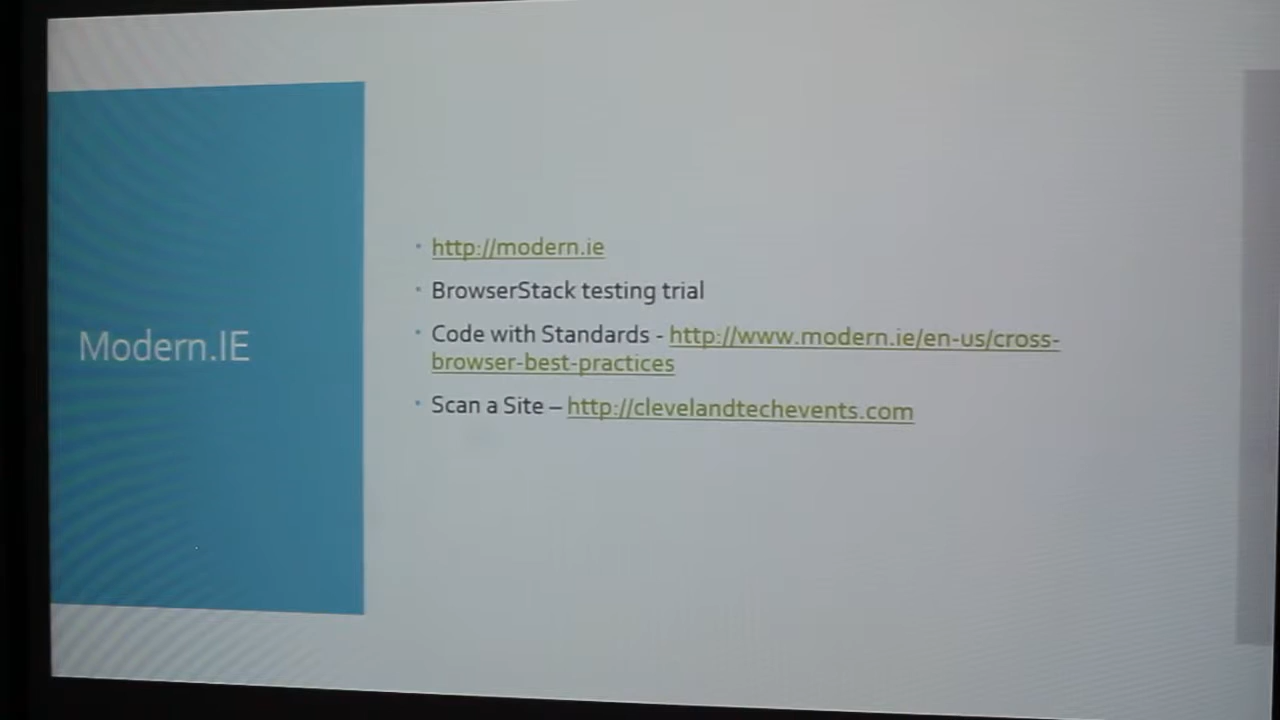 Modern.IE
http://modern.ie
BrowserStack testing trial
Code with Standards - http://www.modern.ie/en-us/cross-
browser-best-practices
Scan a Site – http://clevelandtechevents.com